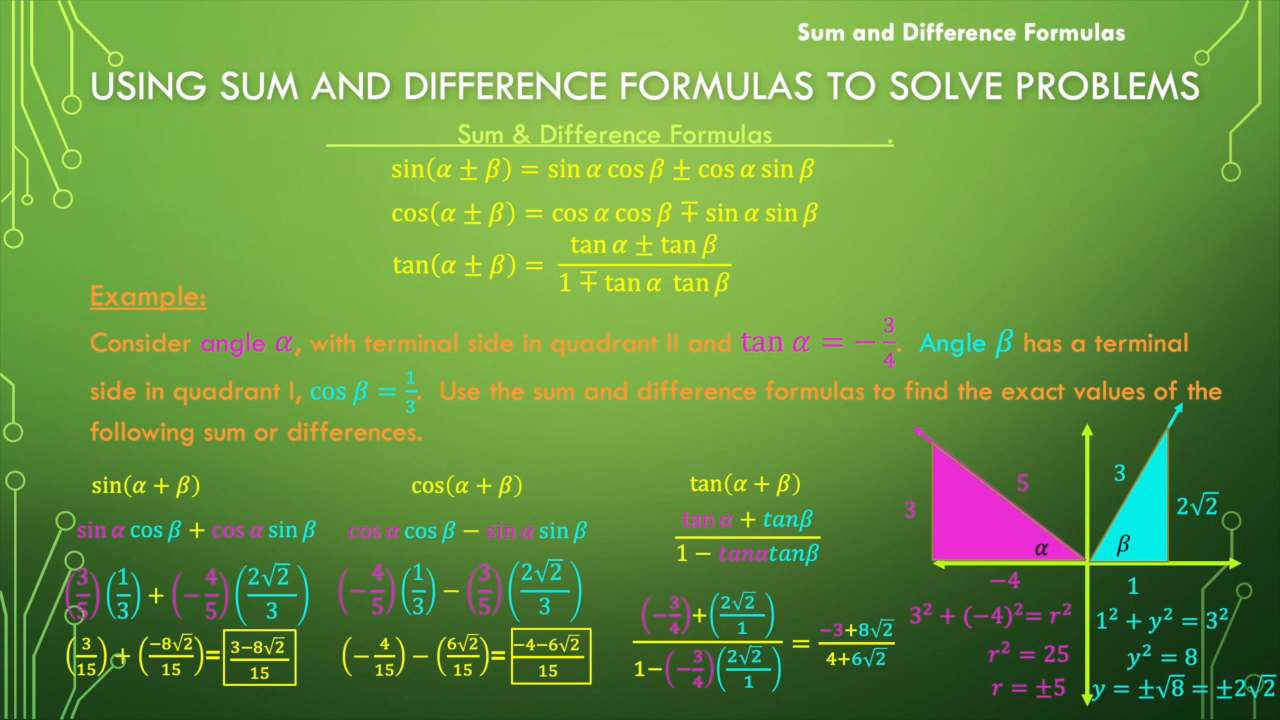 Sum and Difference Formulas
USING SUM AND DIFFERENCE FORMULAS TO SOLVE PROBLEMS
Sum & Difference Formulas .
sin(α ± β) = sin α cos β ± cos α sin β
cos(α ± β) = cos α cos β ∓ sin α sin β
tan(α ± β) = (tan α ± tan β)/(1 ∓ tan α tan β)
Example:
Consider angle α, with terminal side in quadrant II and tan α = −3/4. Angle β has a terminal
side in quadrant I, cos β = 1/3. Use the sum and difference formulas to find the exact values of the
following sum or differences.
sin(α + β)
sin α cos β + cos α sin β
(3/5)(1/3) + (−4/5)(2√2/3)
(3/15) + (−8√2/15) = 3−8√2/15
cos(α + β)
cos α cos β − sin α sin β
(−4/5)(1/3) − (3/5)(2√2/3)
(−4/15) − (6√2/15) = −4−6√2/15
tan(α + β)
(tan α + tanβ)/(1 − tanαtanβ)
((−3/4)+(2√2/1))/(1−(−3/4)(2√2/1)) = (−3+8√2)/(4+6√2)
5
3
α
−4
3² + (−4)² = r²
r² = 25
r = ±5
3
2√2
β
1
1² + y² = 3²
y² = 8
y = ±√8 = ±2√2